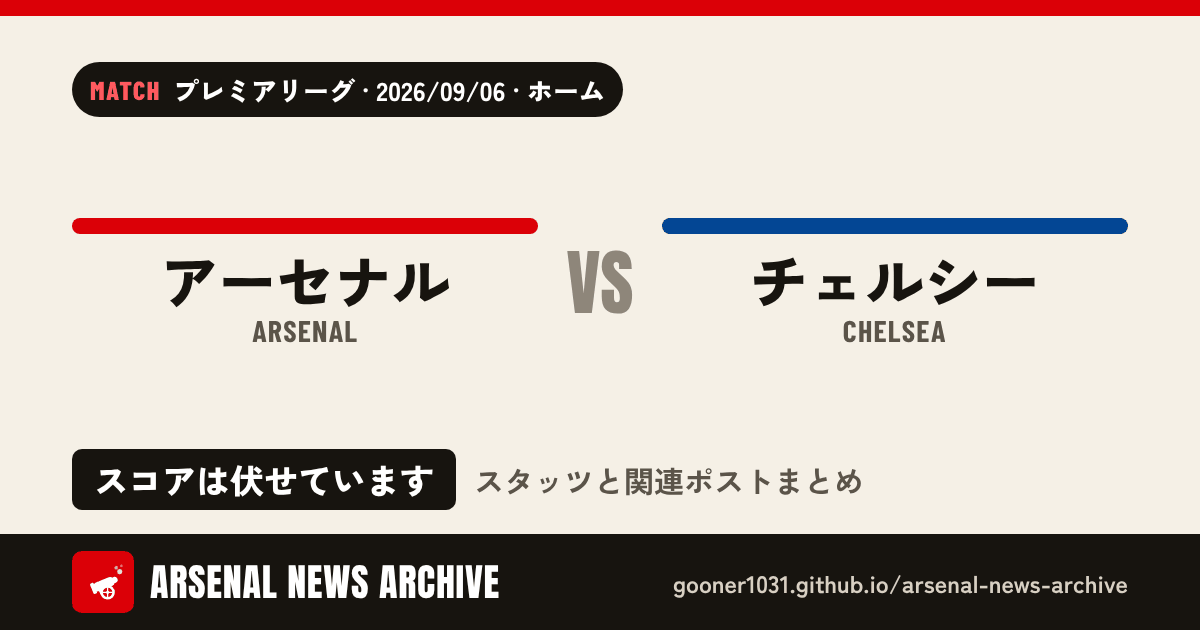 MATCH プレミアリーグ · 2026/09/06 · ホーム
アーセナル VS チェルシー
ARSENAL CHELSEA
スコアは伏せています スタッツと関連ポストまとめ
ARSENAL NEWS ARCHIVE gooner1031.github.io/arsenal-news-archive